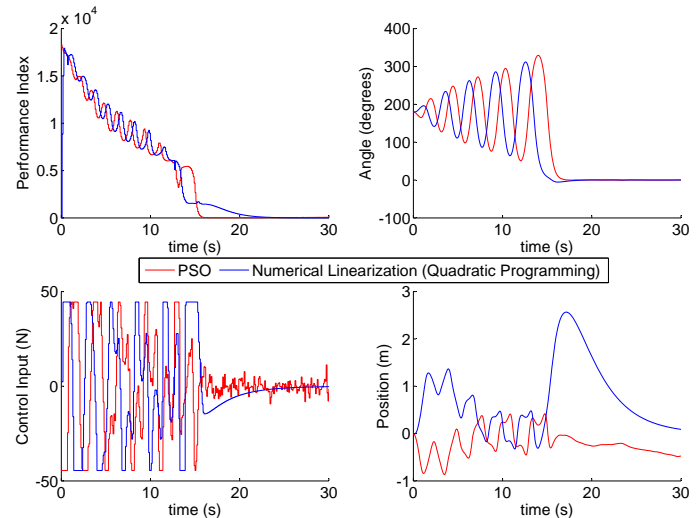 x 10^4
2
1.5
1
0.5
0
Performance Index
0 10 20 30
time (s)
400
300
200
100
0
-100
Angle (degrees)
0 10 20 30
time (s)
PSO
Numerical Linearization (Quadratic Programming)
50
0
-50
Control Input (N)
0 10 20 30
time (s)
3
2
1
0
-1
Position (m)
0 10 20 30
time (s)